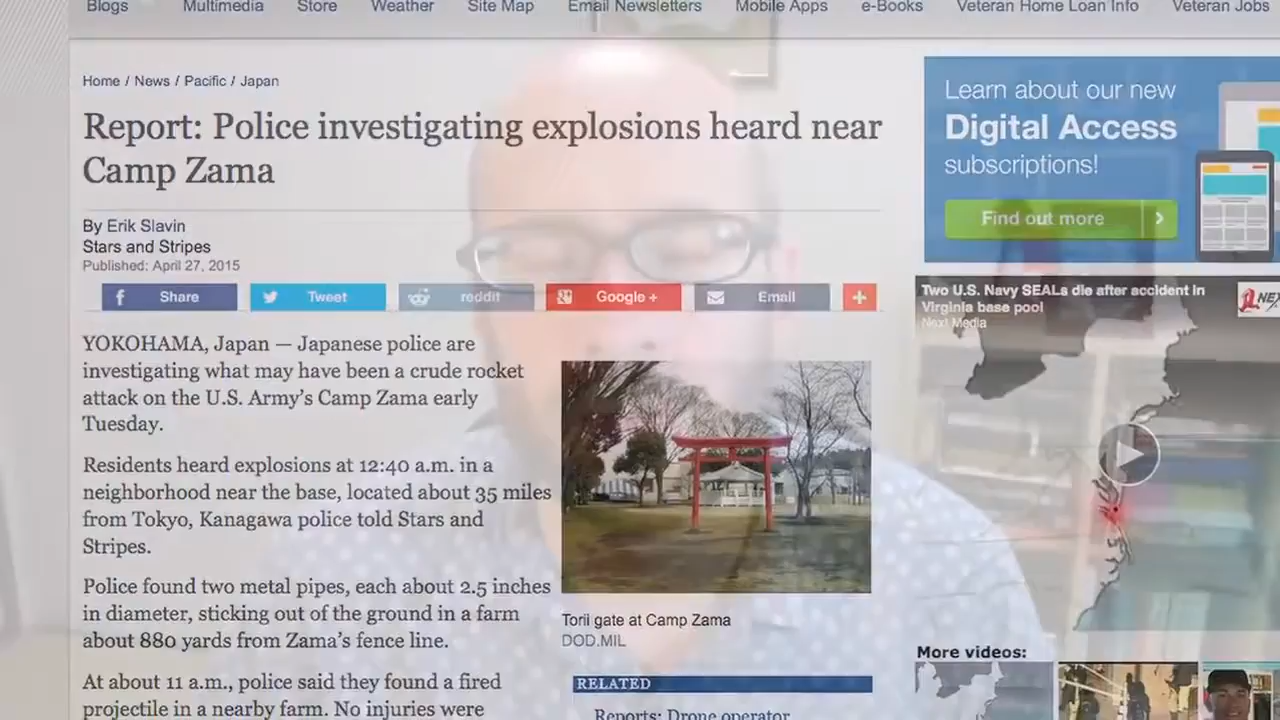 Blogs Multimedia Store Weather Site Map Email Newsletters Mobile Apps e-Books Veteran Home Loan Info Veteran Jobs
Home / News / Pacific / Japan
Report: Police investigating explosions heard near
Camp Zama
By Erik Slavin
Stars and Stripes
Published: April 27, 2015
Share Tweet reddit Google + Email
YOKOHAMA, Japan — Japanese police are
investigating what may have been a crude rocket
attack on the U.S. Army's Camp Zama early
Tuesday.
Residents heard explosions at 12:40 a.m. in a
neighborhood near the base, located about 35 miles
from Tokyo, Kanagawa police told Stars and
Stripes.
Police found two metal pipes, each about 2.5 inches
in diameter, sticking out of the ground in a farm
about 880 yards from Zama's fence line.
At about 11 a.m., police said they found a fired
projectile in a nearby farm. No injuries were
Torii gate at Camp Zama
DOD.MIL
RELATED
Reports: Drone operator
Learn about our new
Digital Access
subscriptions!
Find out more
Two U.S. Navy SEALs die after accident in
Virginia base pool
Next Media
More videos: